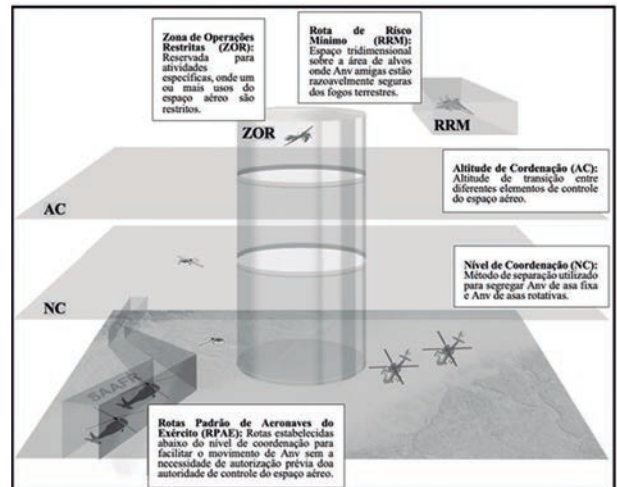 Zona de Operações
Restritas (ZOR):
Reservada para
atividades
específicas, onde um
ou mais usos do
espaço aéreo são
restritos.
Rota de Risco
Mínimo (RRM):
Espaço tridimensional
sobre a área de alvos
onde Anv amigas estão
razoavelmente seguras
dos fogos terrestres.
ZOR
RRM
Altitude de Cordenação (AC):
Altitude de transição entre
diferentes elementos de controle
do espaço aéreo.
AC
Nível de Coordenação (NC):
Método de separação utilizado
para segregar Anv de asa fixa
e Anv de asas rotativas.
NC
SAAFR
Rotas Padrão de Aeronaves do
Exército (RPAE): Rotas estabelecidas
abaixo do nível de coordenação para
facilitar o movimento de Anv sem a
necessidade de autorização prévia doa
autoridade de controle do espaço aéreo.